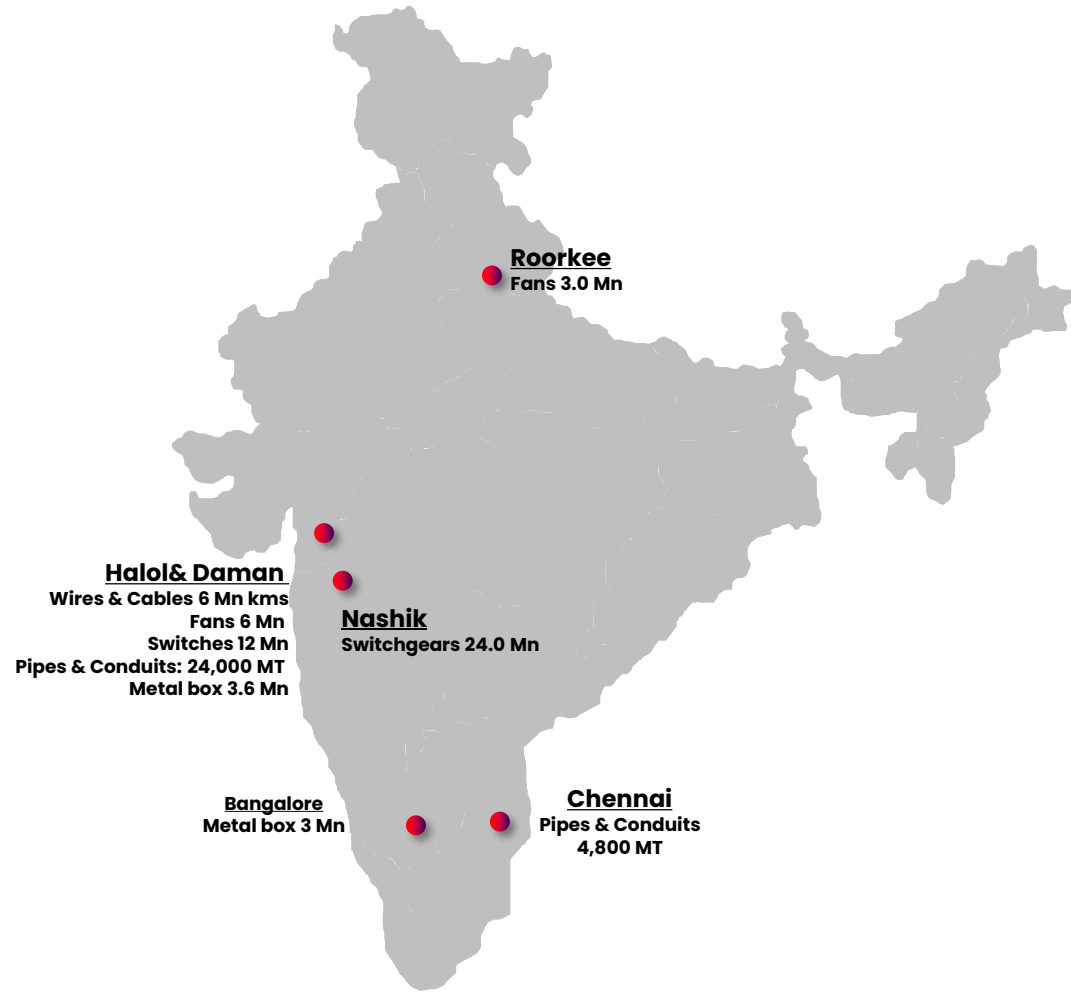 Roorkee
Fans 3.0 Mn
Halol& Daman
Wires & Cables 6 Mn kms
Fans 6 Mn
Switches 12 Mn
Pipes & Conduits: 24,000 MT
Metal box 3.6 Mn
Nashik
Switchgears 24.0 Mn
Bangalore
Metal box 3 Mn
Chennai
Pipes & Conduits
4,800 MT